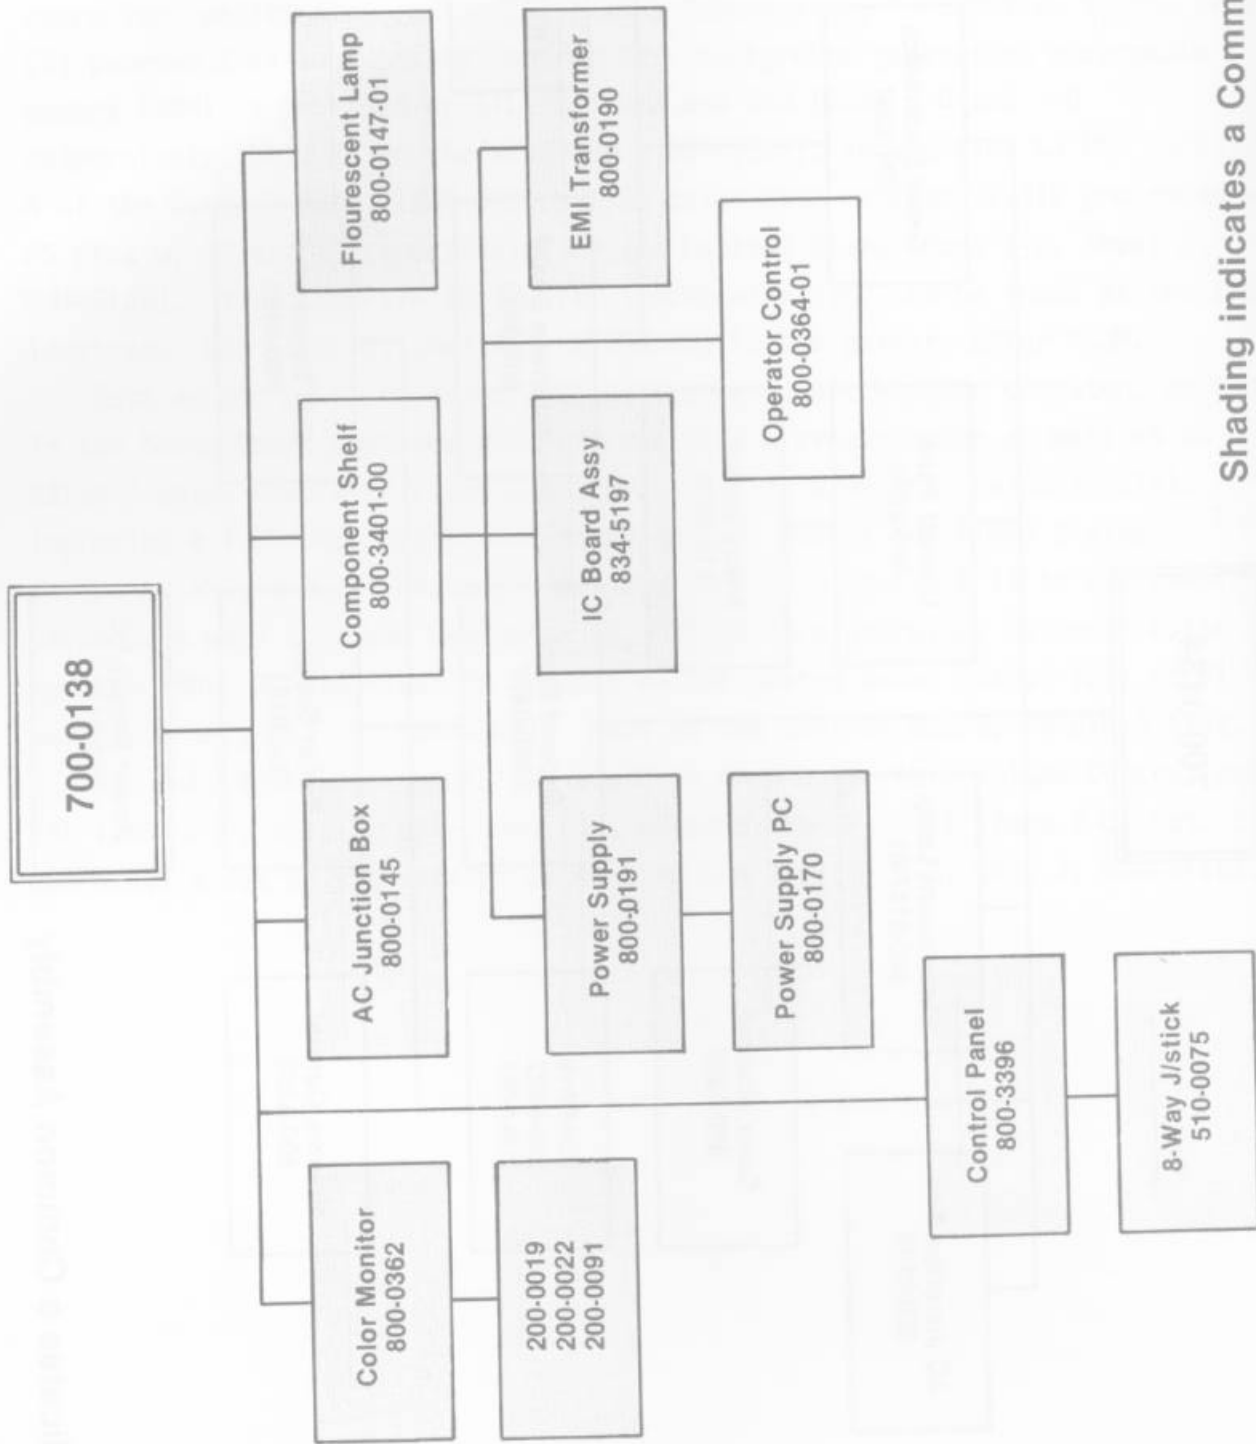 700-0138
Color Monitor
800-0362
AC Junction Box
800-0145
Component Shelf
800-3401-00
Flourescent Lamp
800-0147-01
200-0019
200-0022
200-0091
Power Supply
800-0191
IC Board Assy
834-5197
EMI Transformer
800-0190
Power Supply PC
800-0170
Operator Control
800-0364-01
Control Panel
800-3396
8-Way J/stick
510-0075
Shading indicates a Comm